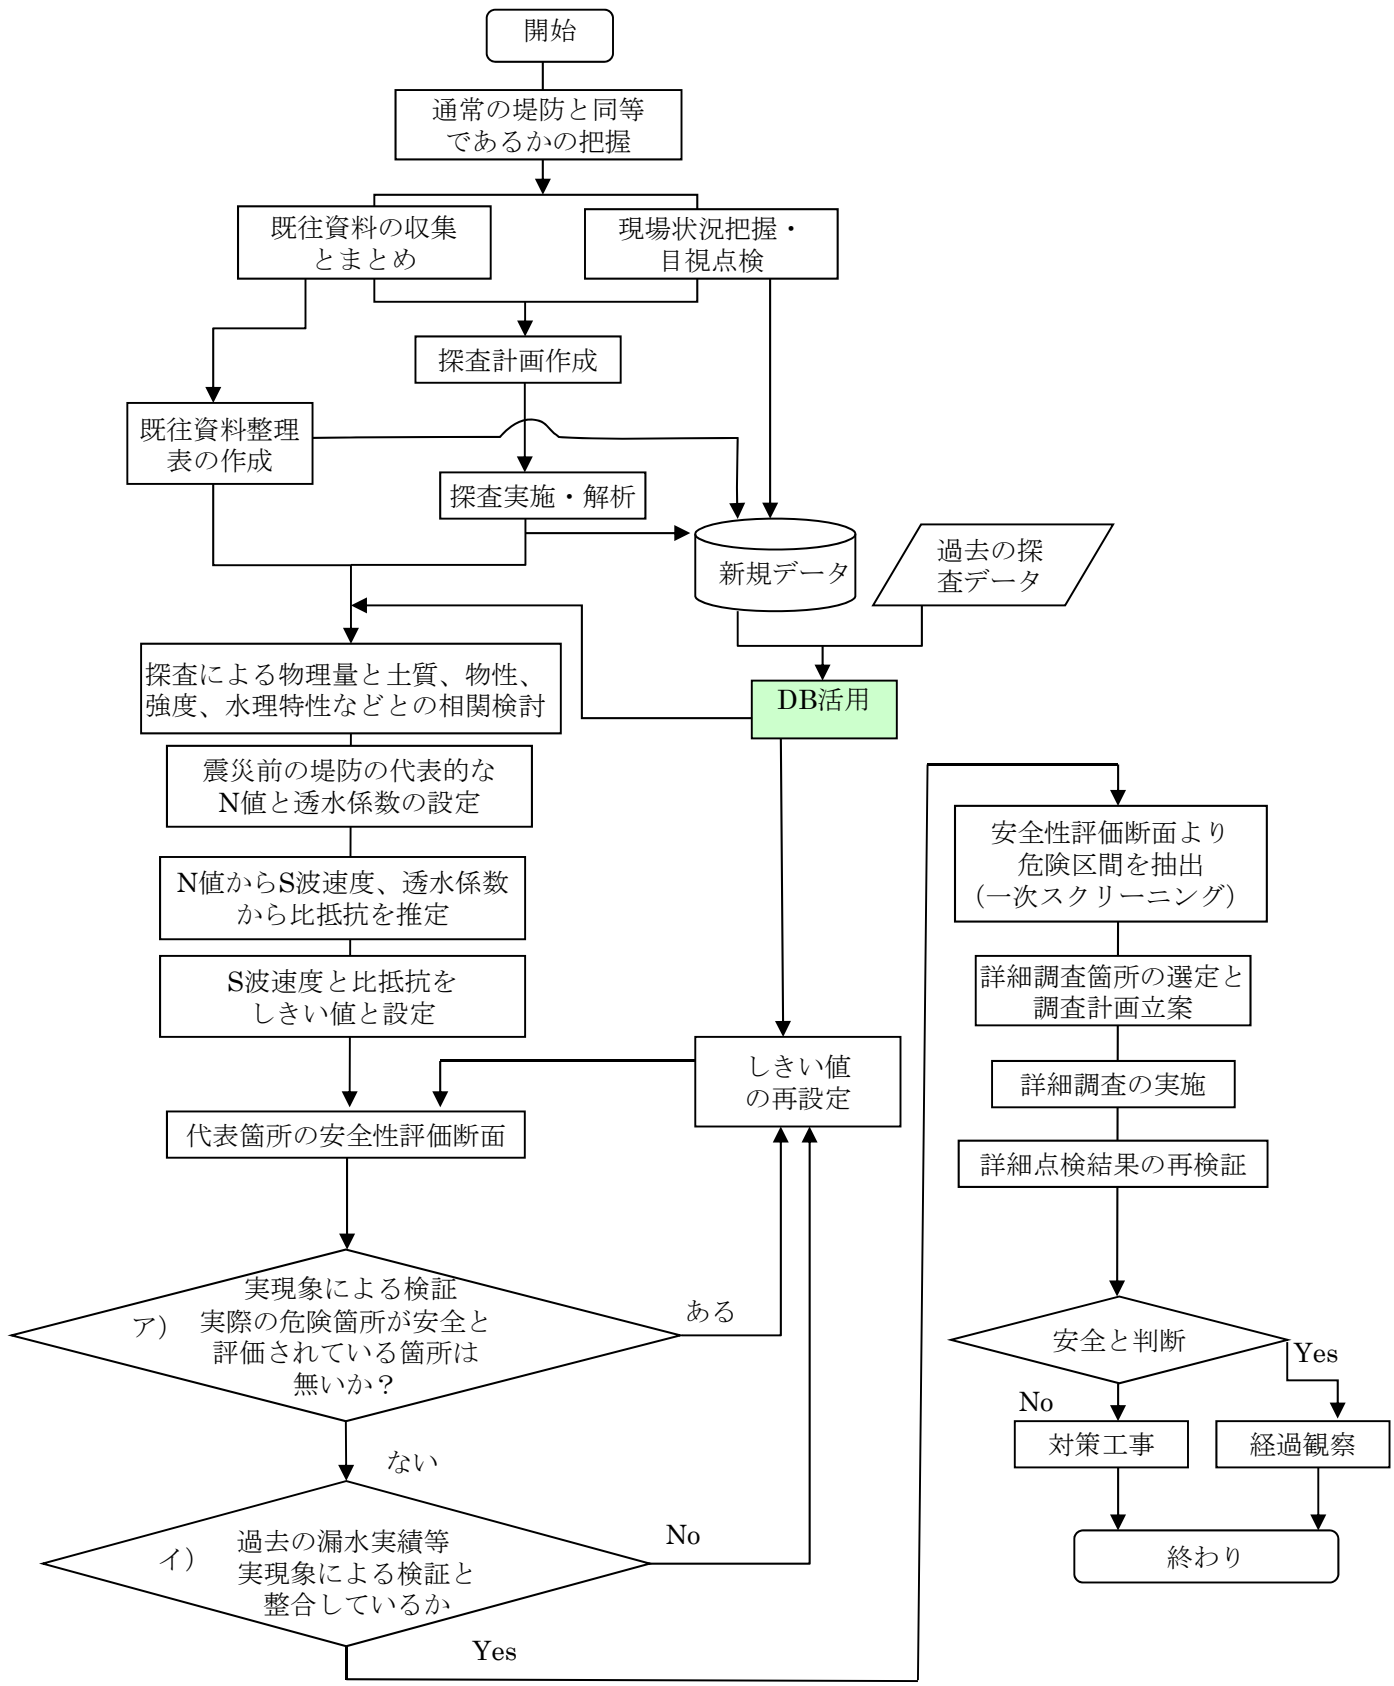 開始
通常の堤防と同等
であるかの把握
既往資料の収集
とまとめ
現場状況把握・
目視点検
探査計画作成
既往資料整理
表の作成
探査実施・解析
新規データ
過去の探
査データ
探査による物理量と土質、物性、
強度、水理特性などとの相関検討
DB活用
震災前の堤防の代表的な
N値と透水係数の設定
N値からS波速度、透水係数
から比抵抗を推定
S波速度と比抵抗を
しきい値と設定
しきい値
の再設定
代表箇所の安全性評価断面
ア)
実現象による検証
実際の危険箇所が安全と
評価されている箇所は
無いか？
ある
ない
イ)
過去の漏水実績等
実現象による検証と
整合しているか
No
Yes
安全性評価断面より
危険区間を抽出
(一次スクリーニング)
詳細調査箇所の選定と
調査計画立案
詳細調査の実施
詳細点検結果の再検証
安全と判断
Yes
No
対策工事
経過観察
終わり